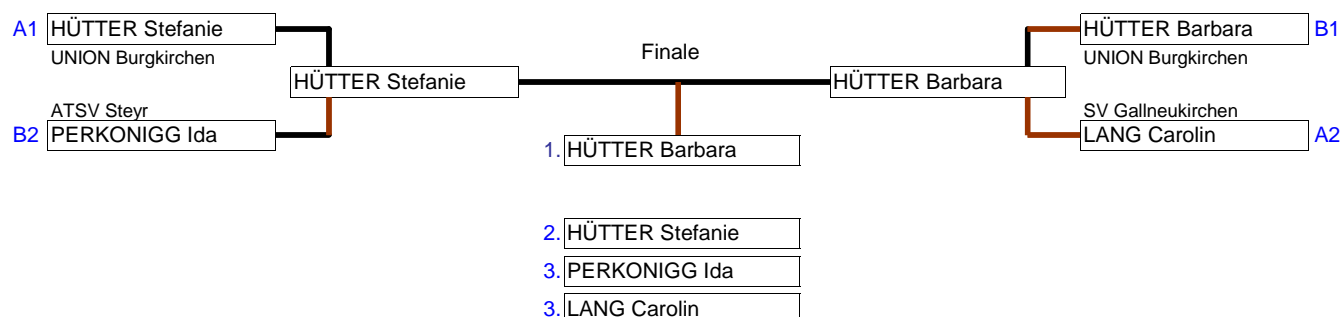 A1 HÜTTER Stefanie
UNION Burgkirchen
HÜTTER Stefanie
ATSV Steyr
B2 PERKONIGG Ida
Finale
HÜTTER Barbara B1
UNION Burgkirchen
HÜTTER Barbara
SV Gallneukirchen
LANG Carolin A2
1. HÜTTER Barbara
2. HÜTTER Stefanie
3. PERKONIGG Ida
3. LANG Carolin